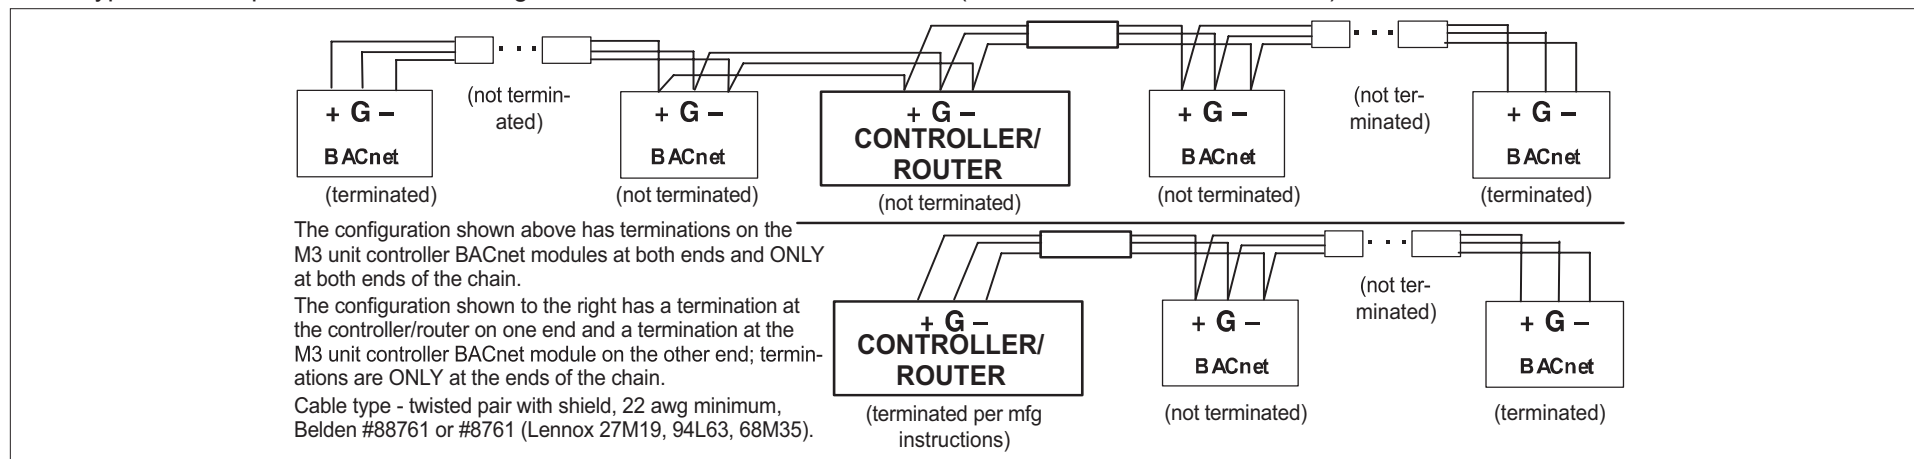 (not termin-
ated)
(not ter-
minated)
+ G –
BACnet
(terminated)
+ G –
BACnet
(not terminated)
+ G –
CONTROLLER/
ROUTER
(not terminated)
+ G –
BACnet
(not terminated)
+ G –
BACnet
(terminated)
The configuration shown above has terminations on the
M3 unit controller BACnet modules at both ends and ONLY
at both ends of the chain.
The configuration shown to the right has a termination at
the controller/router on one end and a termination at the
M3 unit controller BACnet module on the other end; termin-
ations are ONLY at the ends of the chain.
Cable type - twisted pair with shield, 22 awg minimum,
Belden #88761 or #8761 (Lennox 27M19, 94L63, 68M35).
(not ter-
minated)
+ G –
CONTROLLER/
ROUTER
(terminated per mfg
instructions)
+ G –
BACnet
(not terminated)
+ G –
BACnet
(terminated)